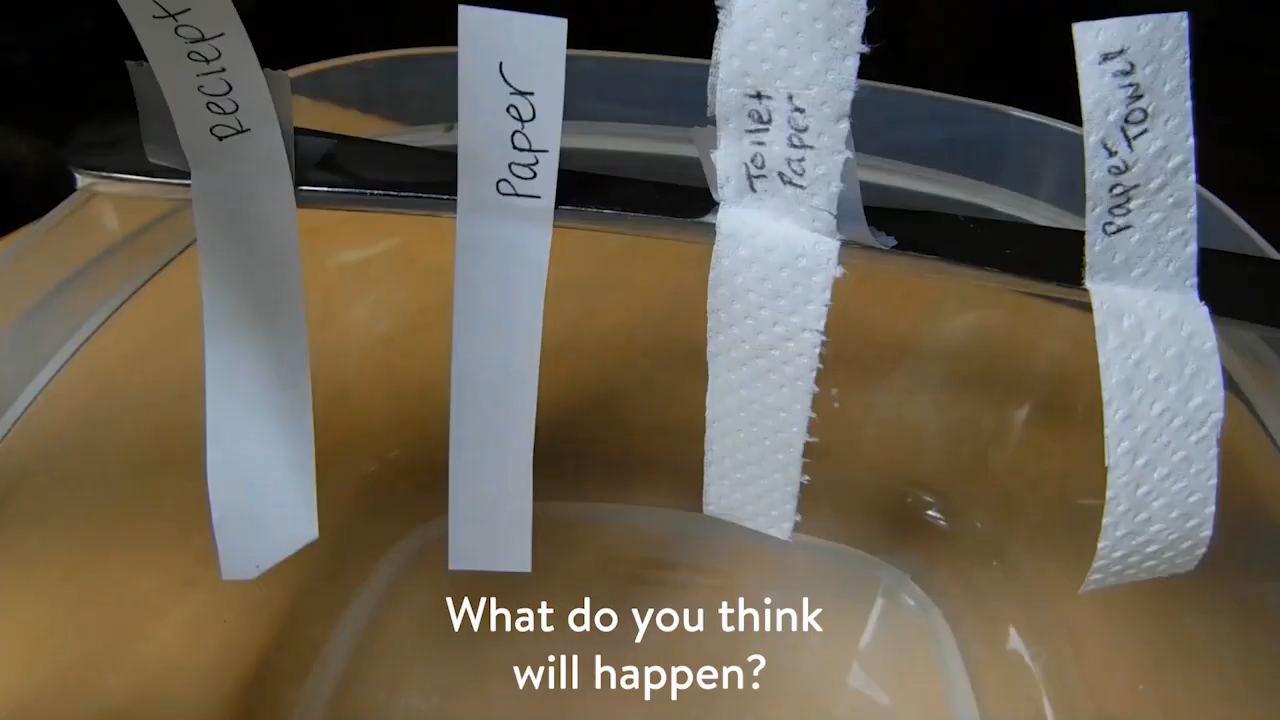 Reciept
Paper
Toilet
Paper
Paper
Towel
What do you think
will happen?